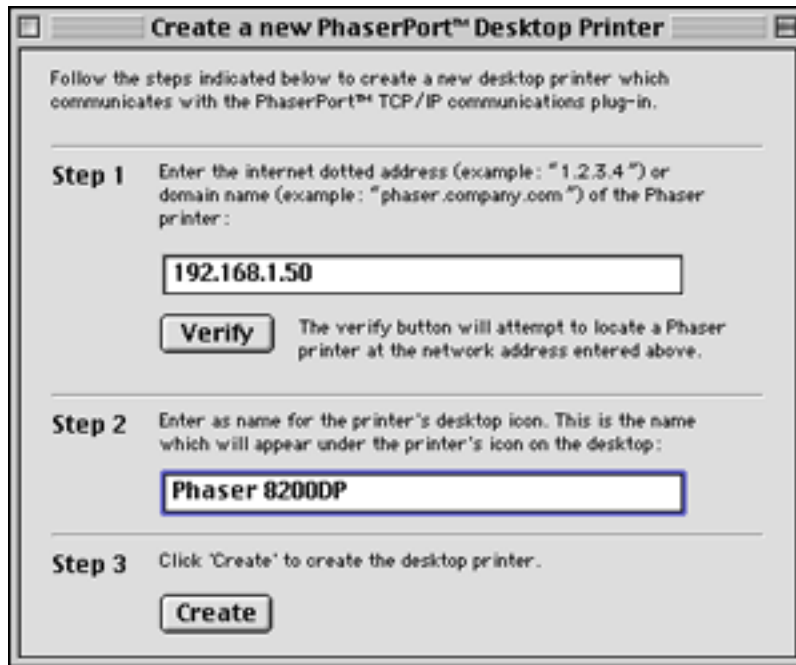 Create a new PhaserPort™ Desktop Printer
Follow the steps indicated below to create a new desktop printer which
communicates with the PhaserPort™ TCP/IP communications plug-in.
Step 1
Enter the internet dotted address (example: "1.2.3.4") or
domain name (example: "phaser.company.com") of the Phaser
printer:
192.168.1.50
Verify
The verify button will attempt to locate a Phaser
printer at the network address entered above.
Step 2
Enter as name for the printer's desktop icon. This is the name
which will appear under the printer's icon on the desktop:
Phaser 8200DP
Step 3
Click 'Create' to create the desktop printer.
Create